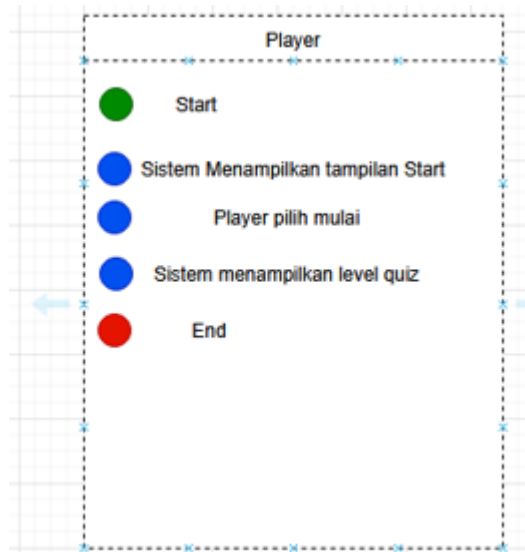 Player
Start
Sistem Menampilkan tampilan Start
Player pilih mulai
Sistem menampilkan level quiz
End